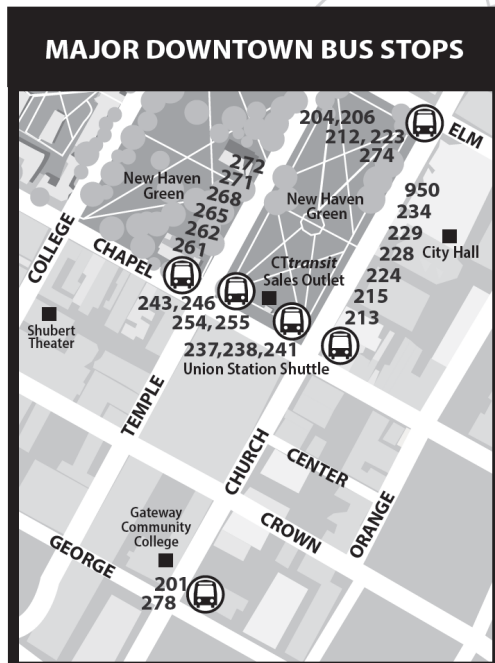 MAJOR DOWNTOWN BUS STOPS
204,206
212, 223
274
ELM
272
271
268
265
262
261
New Haven
Green
New Haven
Green
950
234
229
228
224
215
213
City Hall
COLLEGE
CHAPEL
CTtransit
Sales Outlet
243, 246
254, 255
237,238,241
Union Station Shuttle
Shubert
Theater
TEMPLE
CHURCH
CENTER
ORANGE
CROWN
Gateway
Community
College
GEORGE
201
278